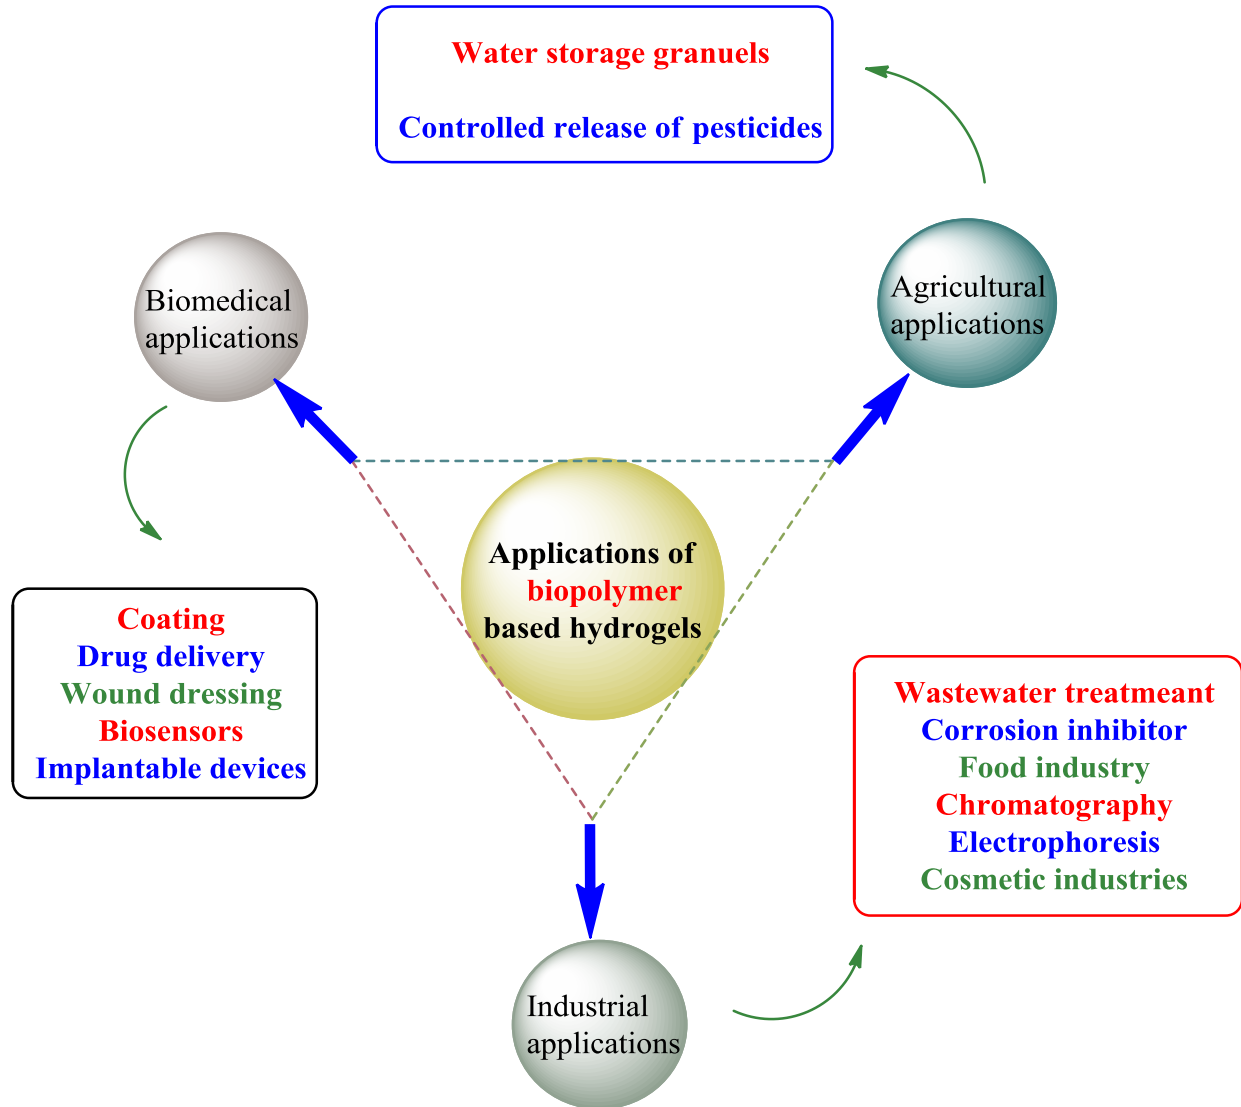 Water storage granuels
Controlled release of pesticides
Biomedical
applications
Agricultural
applications
Applications of
biopolymer
based hydrogels
Coating
Drug delivery
Wound dressing
Biosensors
Implantable devices
Wastewater treatmeant
Corrosion inhibitor
Food industry
Chromatography
Electrophoresis
Cosmetic industries
Industrial
applications